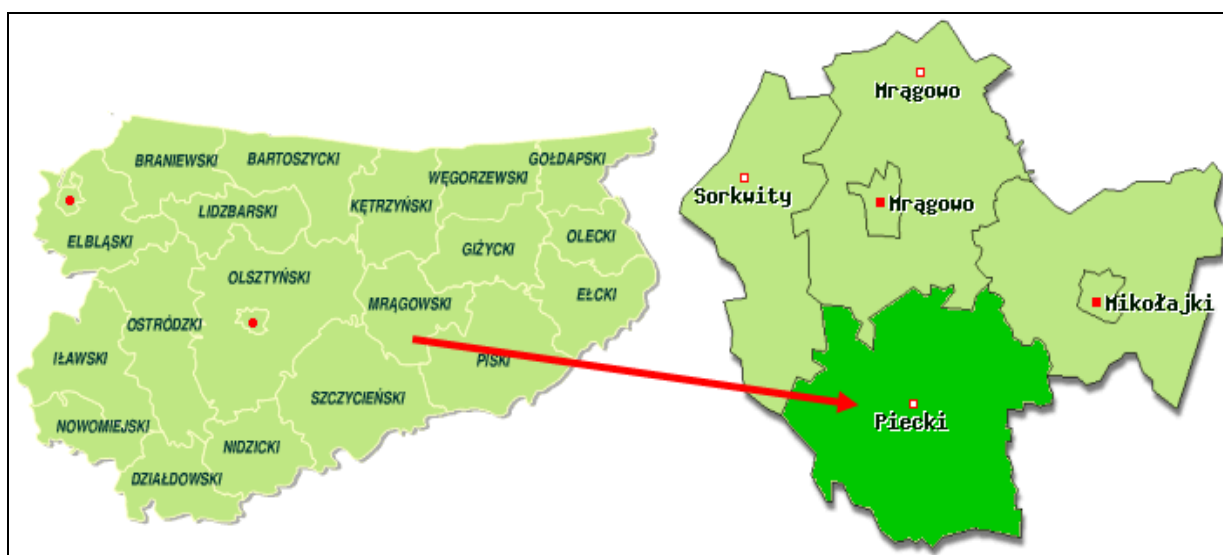 BRANIEWSKI
BARTOSZYCKI
GOŁDAPSKI
WĘGORZEWSKI
KĘTRZYŃSKI
LIDZBARSKI
ELBLĄSKI
GIŻYCKI
OLECKI
OLSZTYŃSKI
MRĄGOWSKI
EŁCKI
OSTRÓDZKI
IŁAWSKI
PISKI
SZCZYCIEŃSKI
NOWOMIEJSKI
NIDZICKI
DZIAŁDOWSKI
Mrągowo
Sorkwity
Mrągowo
Mikołajki
Piecki